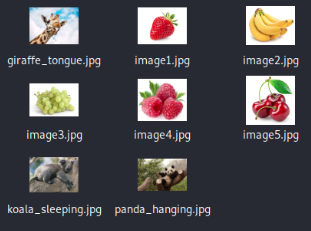 giraffe_tongue.jpg
image1.jpg
image2.jpg
image3.jpg
image4.jpg
image5.jpg
koala_sleeping.jpg
panda_hanging.jpg